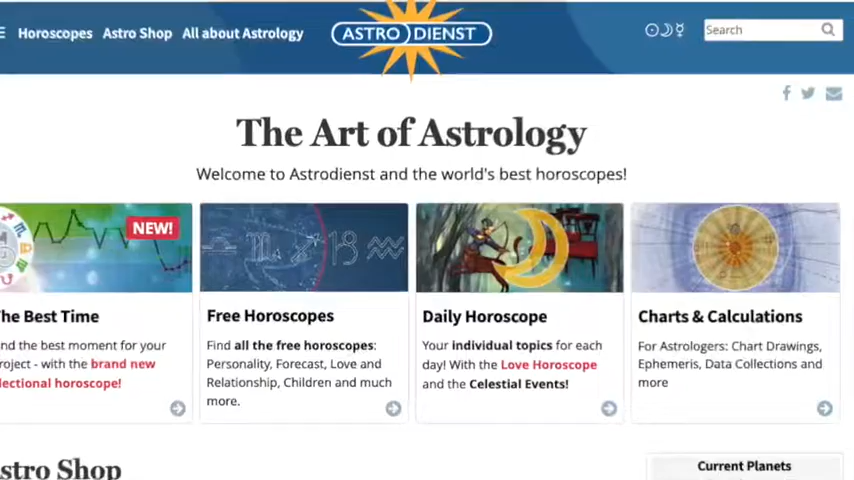 Horoscopes Astro Shop All about Astrology
ASTRO DIENST
Search
The Art of Astrology
Welcome to Astrodienst and the world's best horoscopes!
NEW!
he Best Time
nd the best moment for your
roject - with the brand new
lectional horoscope!
Free Horoscopes
Find all the free horoscopes:
Personality, Forecast, Love and
Relationship, Children and much
more.
Daily Horoscope
Your individual topics for each
day! With the Love Horoscope
and the Celestial Events!
Charts & Calculations
For Astrologers: Chart Drawings,
Ephemeris, Data Collections and
more
stro Shop
Current Planets